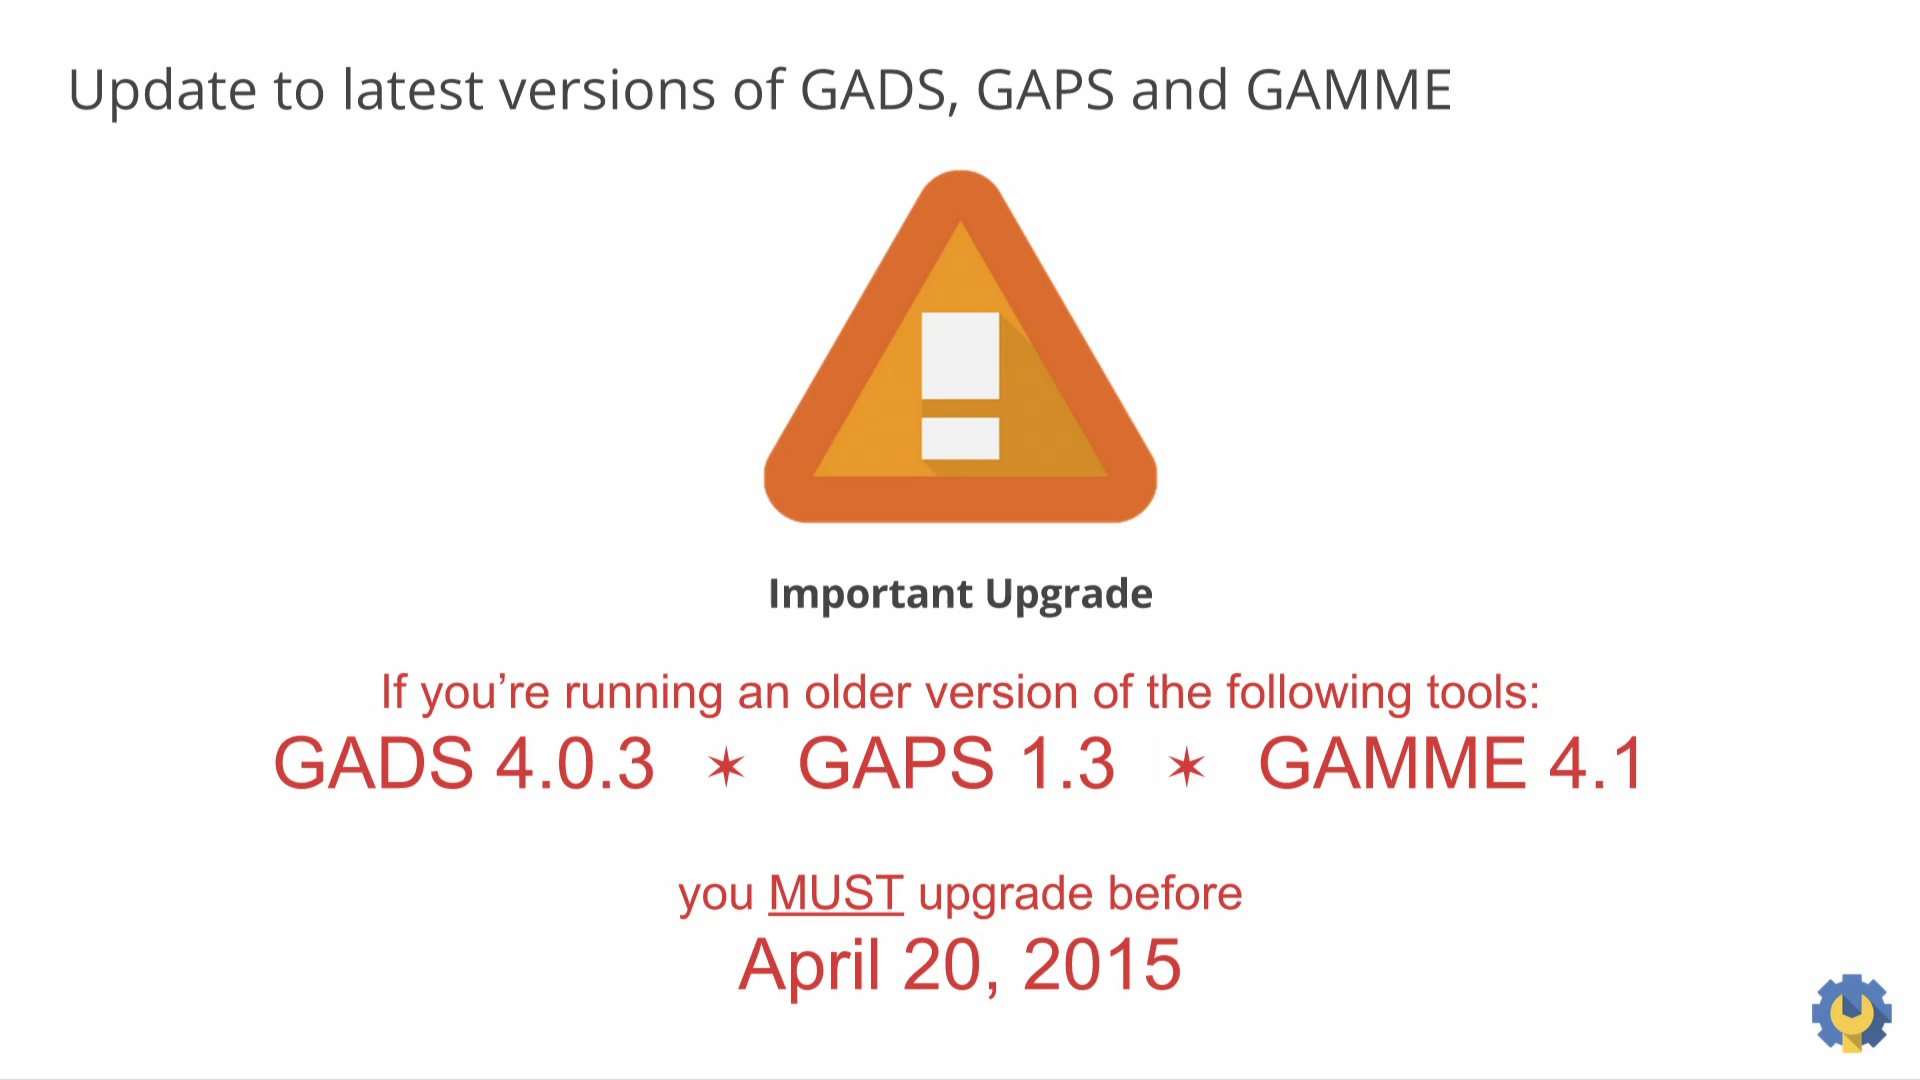 Update to latest versions of GADS, GAPS and GAMME
Important Upgrade
If you’re running an older version of the following tools:
GADS 4.0.3 ✶ GAPS 1.3 ✶ GAMME 4.1
you MUST upgrade before
April 20, 2015